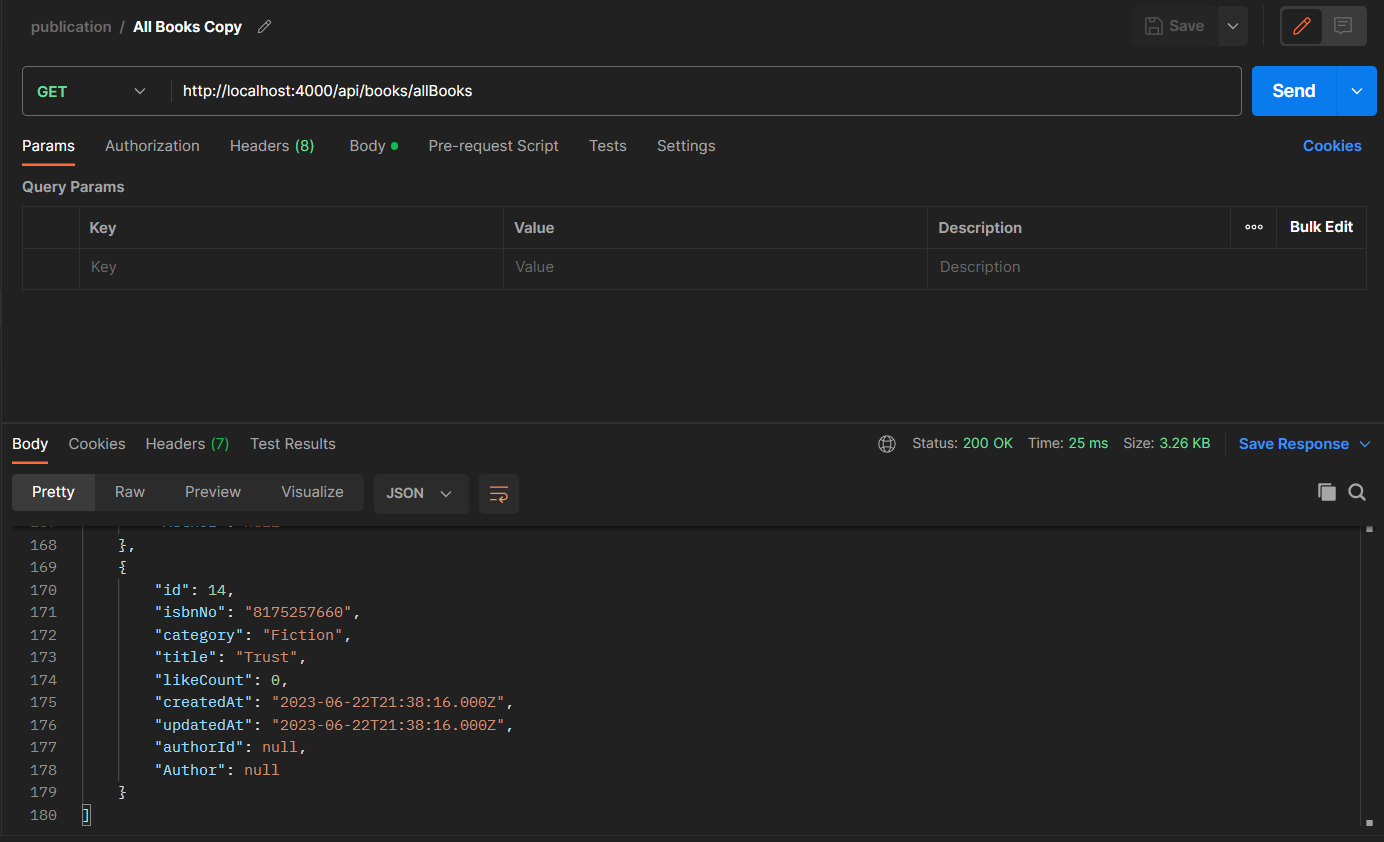 publication / All Books Copy
Save
GET http://localhost:4000/api/books/allBooks Send
Params Authorization Headers (8) Body Pre-request Script Tests Settings Cookies
Query Params
Key Value Description Bulk Edit
Key Value Description
Body Cookies Headers (7) Test Results Status: 200 OK Time: 25 ms Size: 3.26 KB Save Response
Pretty Raw Preview Visualize JSON
168 },
169 {
170 "id": 14,
171 "isbnNo": "8175257660",
172 "category": "Fiction",
173 "title": "Trust",
174 "likeCount": 0,
175 "createdAt": "2023-06-22T21:38:16.000Z",
176 "updatedAt": "2023-06-22T21:38:16.000Z",
177 "authorId": null,
178 "Author": null
179 }
180 ]